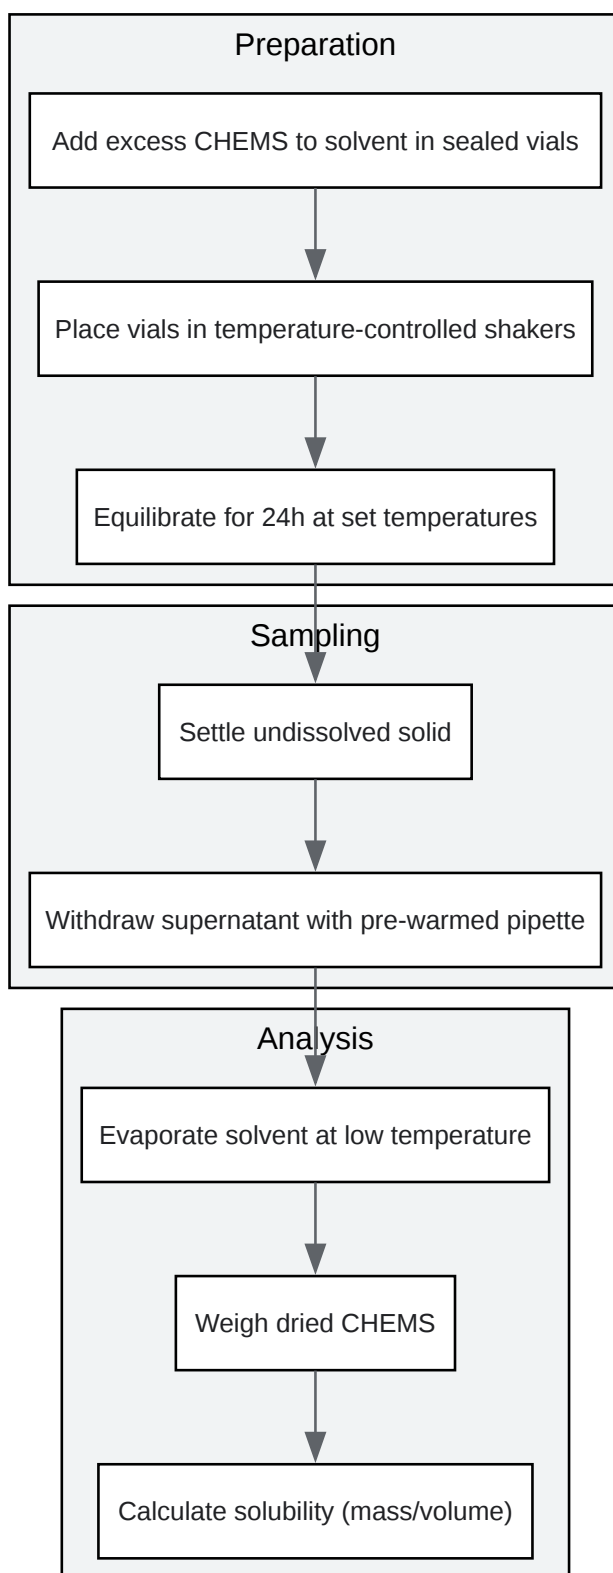 Preparation
Add excess CHEMS to solvent in sealed vials
Place vials in temperature-controlled shakers
Equilibrate for 24h at set temperatures
Sampling
Settle undissolved solid
Withdraw supernatant with pre-warmed pipette
Analysis
Evaporate solvent at low temperature
Weigh dried CHEMS
Calculate solubility (mass/volume)